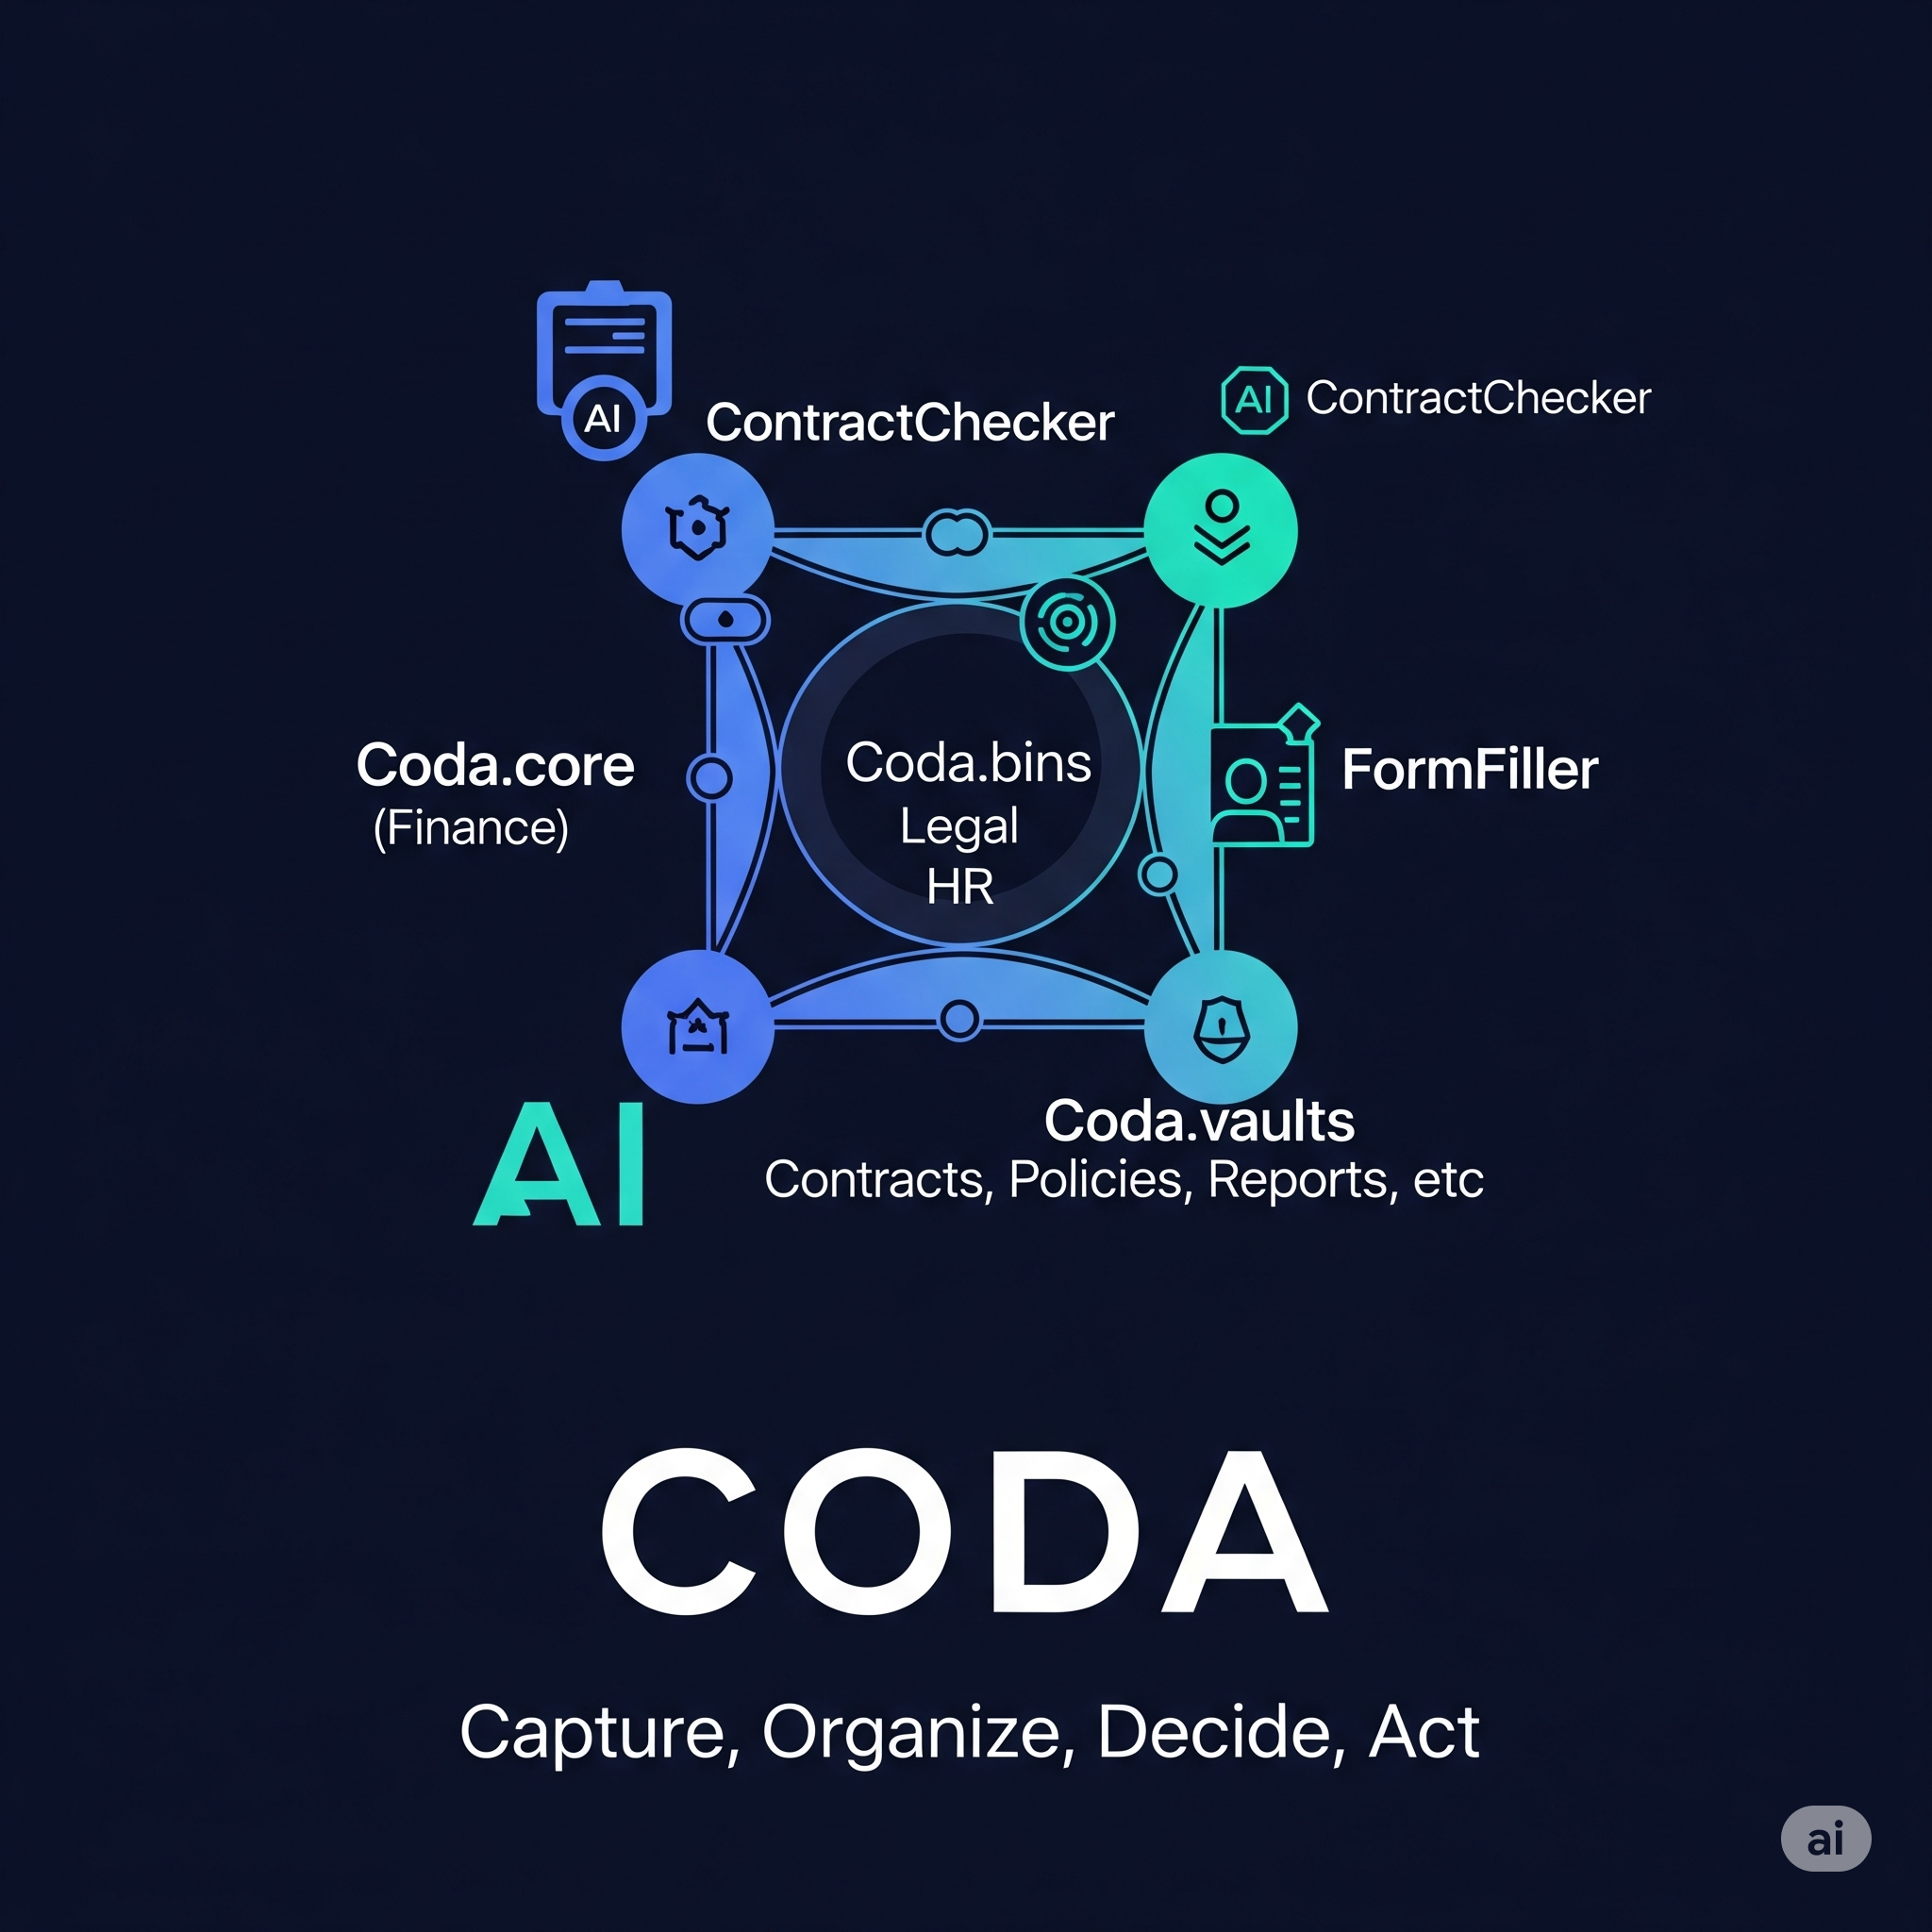 AI
ContractChecker
AI ContractChecker
Coda.core
(Finance)
Coda.bins
Legal
HR
FormFiller
AI
Coda.vaults
Contracts, Policies, Reports, etc
CODA
Capture, Organize, Decide, Act
ai